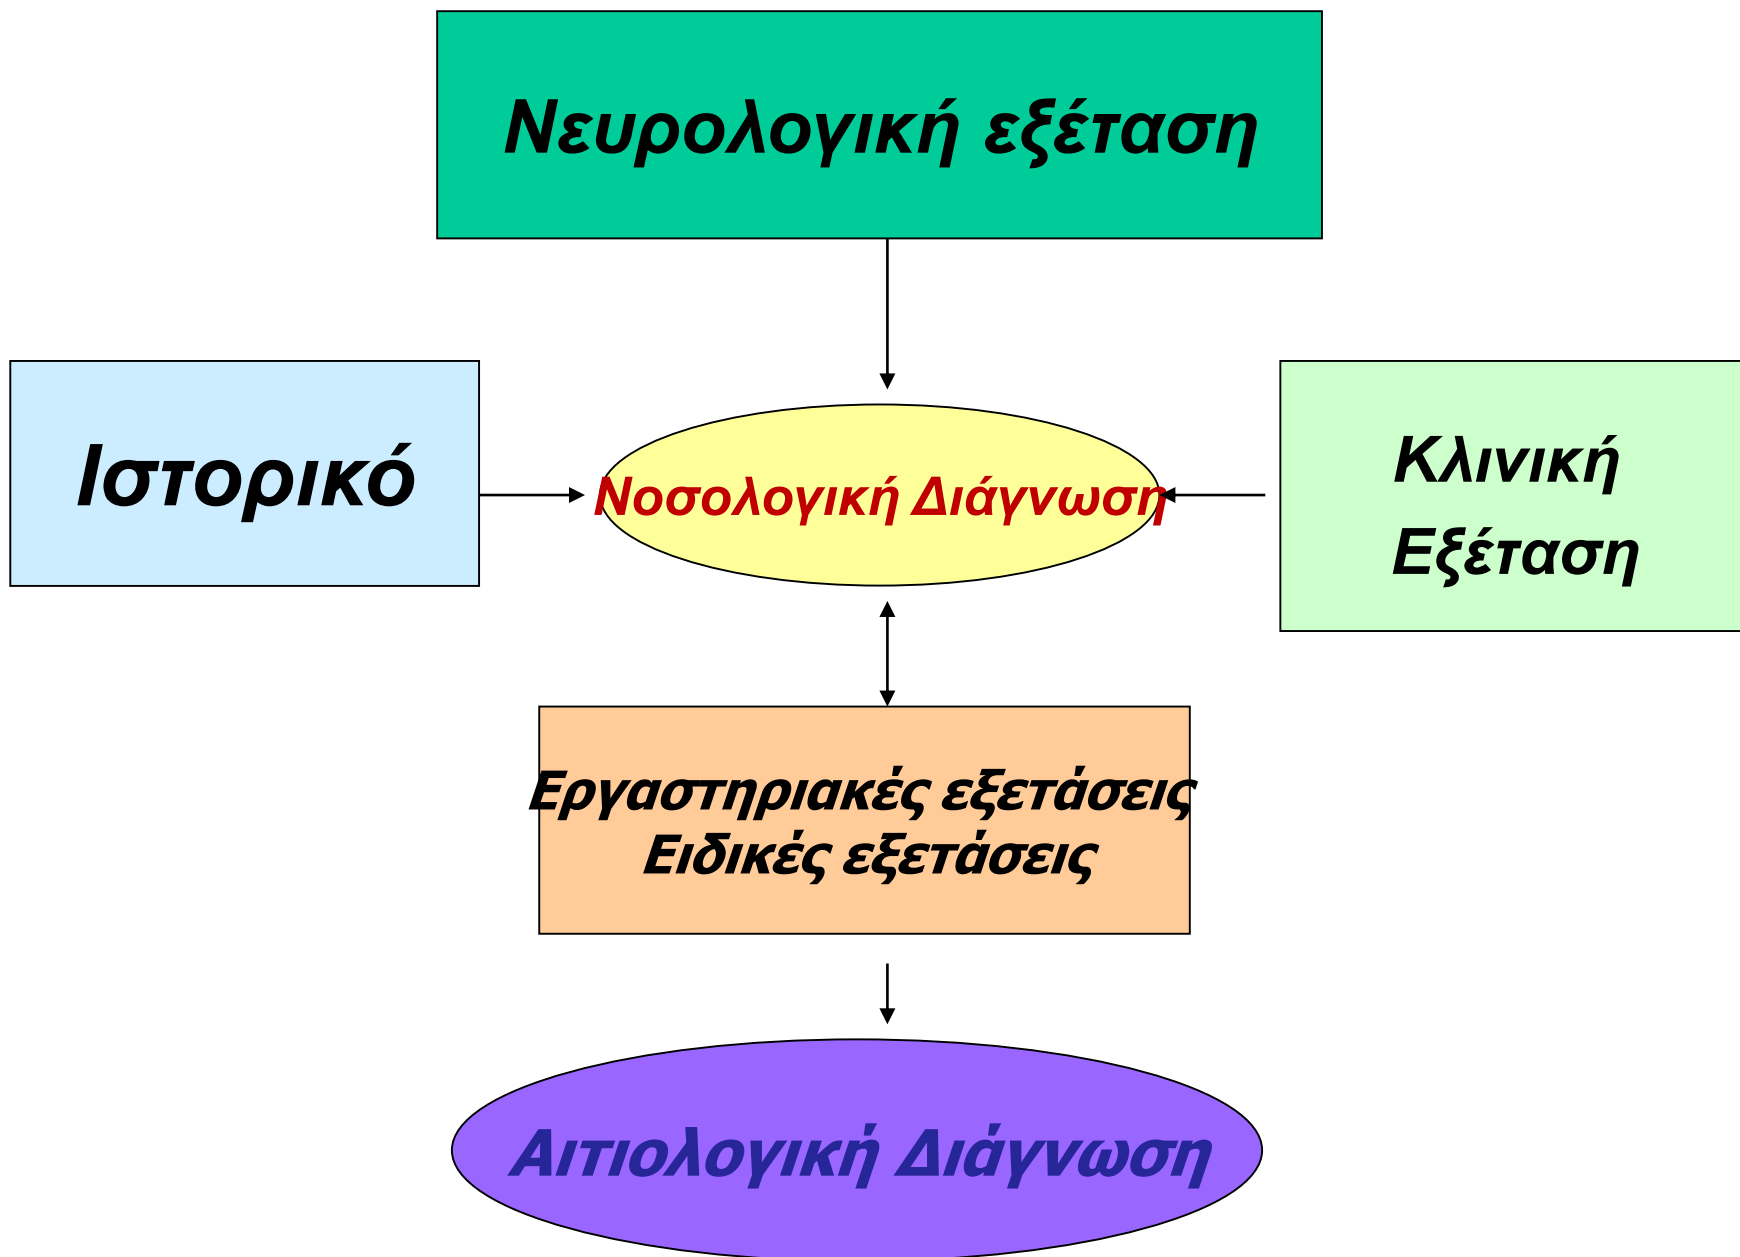 Νευρολογική εξέταση
Ιστορικό
Νοσολογική Διάγνωση
Κλινική
Εξέταση
Εργαστηριακές εξετάσεις
Ειδικές εξετάσεις
Αιτιολογική Διάγνωση